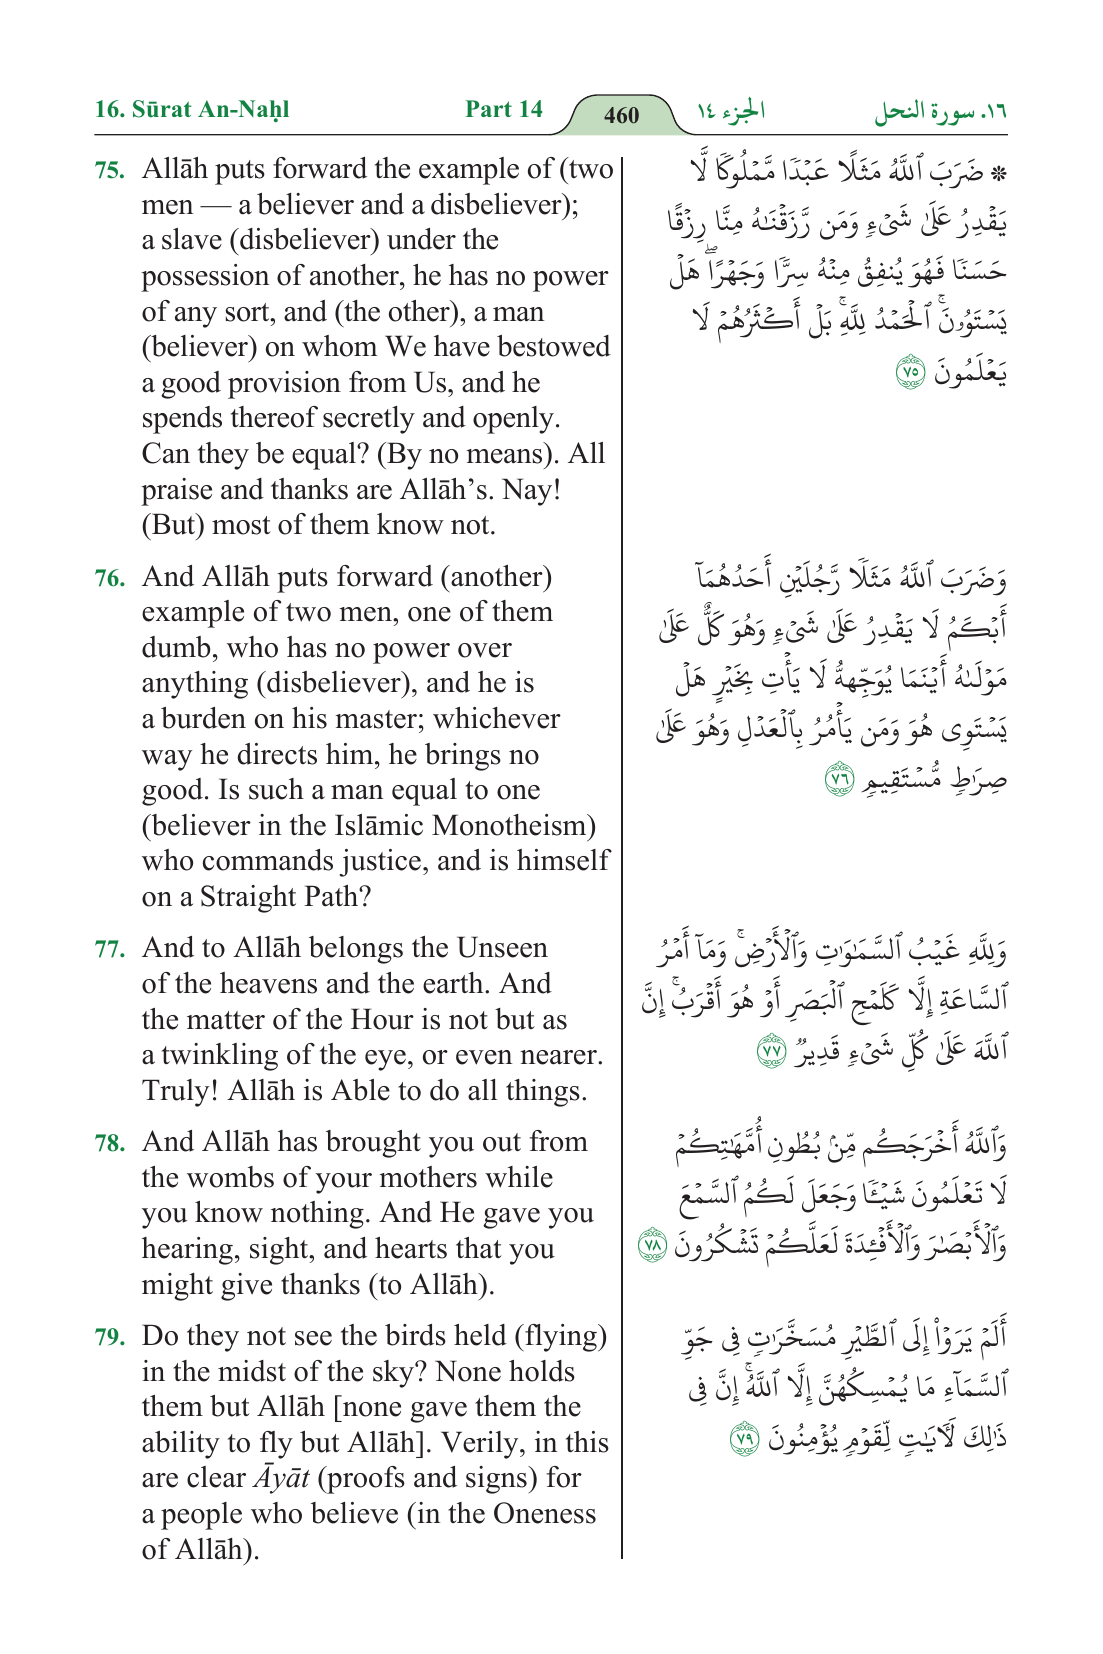 16. Sūrat An-Naḥl
Part 14
460
الجزء ١٤
١٦. سورة النحل
75. Allāh puts forward the example of (two
men — a believer and a disbeliever);
a slave (disbeliever) under the
possession of another, he has no power
of any sort, and (the other), a man
(believer) on whom We have bestowed
a good provision from Us, and he
spends thereof secretly and openly.
Can they be equal? (By no means). All
praise and thanks are Allāh’s. Nay!
(But) most of them know not.
۞ ضَرَبَ ٱللَّهُ مَثَلًا عَبْدًا مَّمْلُوكًا لَّا
يَقْدِرُ عَلَىٰ شَىْءٍ وَمَن رَّزَقْنَـٰهُ مِنَّا رِزْقًا
حَسَنًا فَهُوَ يُنفِقُ مِنْهُ سِرًّا وَجَهْرًا ۖ هَلْ
يَسْتَوُۥنَ ۚ ٱلْحَمْدُ لِلَّهِ ۚ بَلْ أَكْثَرُهُمْ لَا
يَعْلَمُونَ ٧٥
76. And Allāh puts forward (another)
example of two men, one of them
dumb, who has no power over
anything (disbeliever), and he is
a burden on his master; whichever
way he directs him, he brings no
good. Is such a man equal to one
(believer in the Islāmic Monotheism)
who commands justice, and is himself
on a Straight Path?
وَضَرَبَ ٱللَّهُ مَثَلًا رَّجُلَيْنِ أَحَدُهُمَآ
أَبْكَمُ لَا يَقْدِرُ عَلَىٰ شَىْءٍ وَهُوَ كَلٌّ عَلَىٰ
مَوْلَىٰهُ أَيْنَمَا يُوَجِّههُّ لَا يَأْتِ بِخَيْرٍ هَلْ
يَسْتَوِى هُوَ وَمَن يَأْمُرُ بِٱلْعَدْلِ وَهُوَ عَلَىٰ
صِرَٰطٍ مُّسْتَقِيمٍ ٧٦
77. And to Allāh belongs the Unseen
of the heavens and the earth. And
the matter of the Hour is not but as
a twinkling of the eye, or even nearer.
Truly! Allāh is Able to do all things.
وَلِلَّهِ غَيْبُ ٱلسَّمَـٰوَٰتِ وَٱلْأَرْضِ ۚ وَمَآ أَمْرُ
ٱلسَّاعَةِ إِلَّا كَلَمْحِ ٱلْبَصَرِ أَوْ هُوَ أَقْرَبُ ۚ إِنَّ
ٱللَّهَ عَلَىٰ كُلِّ شَىْءٍ قَدِيرٌ ٧٧
78. And Allāh has brought you out from
the wombs of your mothers while
you know nothing. And He gave you
hearing, sight, and hearts that you
might give thanks (to Allāh).
وَٱللَّهُ أَخْرَجَكُم مِّنۢ بُطُونِ أُمَّهَـٰتِكُمْ
لَا تَعْلَمُونَ شَيْـًٔا وَجَعَلَ لَكُمُ ٱلسَّمْعَ
وَٱلْأَبْصَـٰرَ وَٱلْأَفْـِٔدَةَ لَعَلَّكُمْ تَشْكُرُونَ ٧٨
79. Do they not see the birds held (flying)
in the midst of the sky? None holds
them but Allāh [none gave them the
ability to fly but Allāh]. Verily, in this
are clear Āyāt (proofs and signs) for
a people who believe (in the Oneness
of Allāh).
أَلَمْ يَرَوْا۟ إِلَى ٱلطَّيْرِ مُسَخَّرَٰتٍ فِى جَوِّ
ٱلسَّمَآءِ مَا يُمْسِكُهُنَّ إِلَّا ٱللَّهُ ۗ إِنَّ فِى
ذَٰلِكَ لَـَٔايَـٰتٍ لِّقَوْمٍ يُؤْمِنُونَ ٧٩